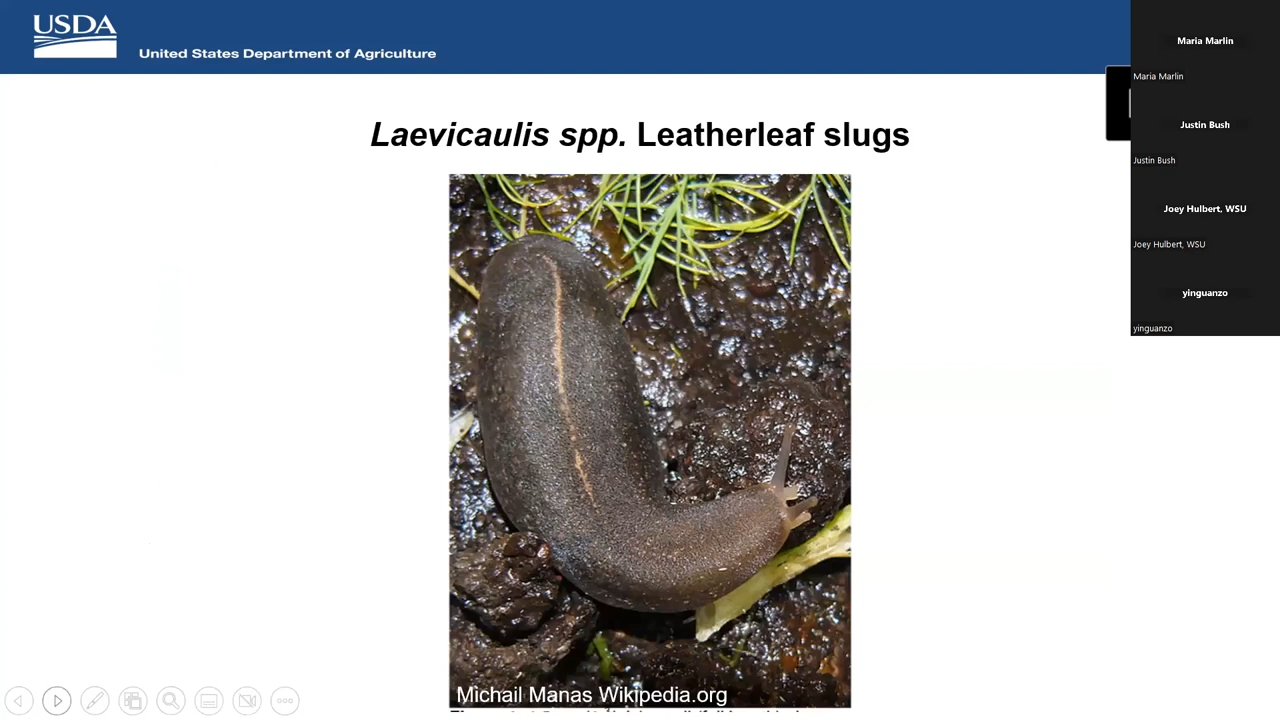 USDA
United States Department of Agriculture
Laevicaulis spp. Leatherleaf slugs
Michail Manas Wikipedia.org
Maria Marlin
Maria Marlin
Justin Bush
Justin Bush
Joey Hulbert, WSU
Joey Hulbert, WSU
yinguanzo
yinguanzo